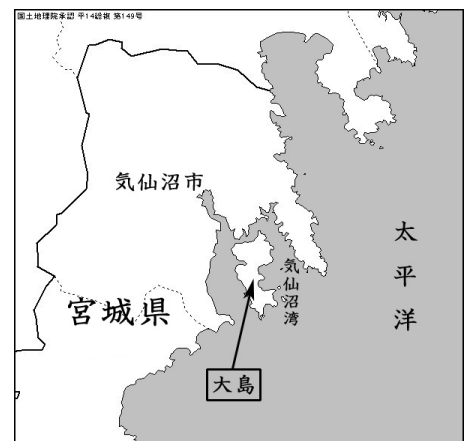 国土地理院承認 平14総複 第149号
気仙沼市
太平洋
気仙沼湾
宮城県
大島